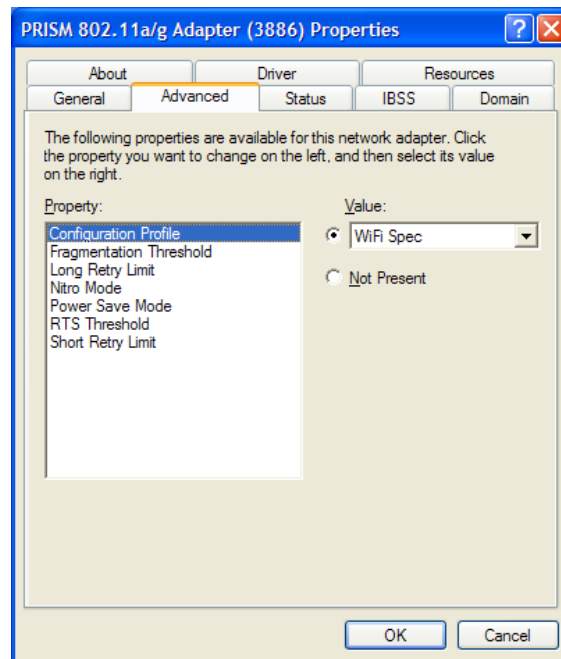 PRISM 802.11a/g Adapter (3886) Properties
About Driver Resources
General Advanced Status IBSS Domain
The following properties are available for this network adapter. Click
the property you want to change on the left, and then select its value
on the right.
Property: Value:
Configuration Profile
WiFi Spec
Fragmentation Threshold
Long Retry Limit
Not Present
Nitro Mode
Power Save Mode
RTS Threshold
Short Retry Limit
OK Cancel